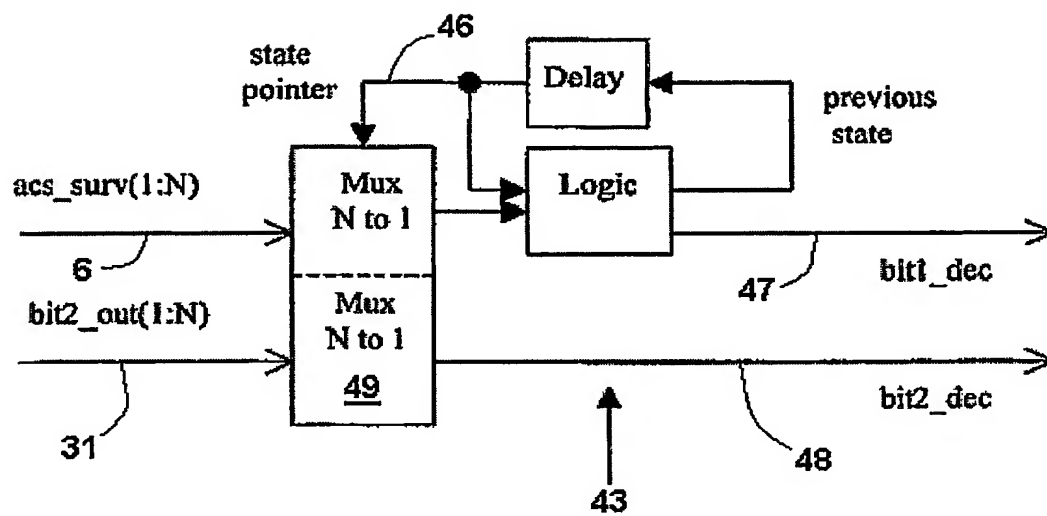 46
state
pointer
Delay
previous
state
acs_surv(1:N)
Mux
N to 1
Logic
6
47
bit1_dec
bit2_out(1:N)
Mux
N to 1
49
bit2_dec
31
48
43